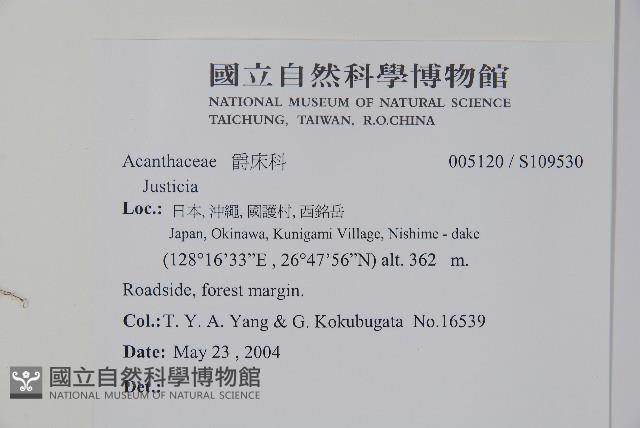 國立自然科學博物館
NATIONAL MUSEUM OF NATURAL SCIENCE
TAICHUNG, TAIWAN, R.O.CHINA
Acanthaceae 爵床科 005120 / S109530
Justicia
Loc.: 日本, 沖繩, 國護村, 西銘岳
Japan, Okinawa, Kunigami Village, Nishime - dake
(128°16’33”E , 26°47’56”N) alt. 362 m.
Roadside, forest margin.
Col.: T. Y. A. Yang & G. Kokubugata No.16539
Date: May 23 , 2004
Det.:
國立自然科學博物館
NATIONAL MUSEUM OF NATURAL SCIENCE